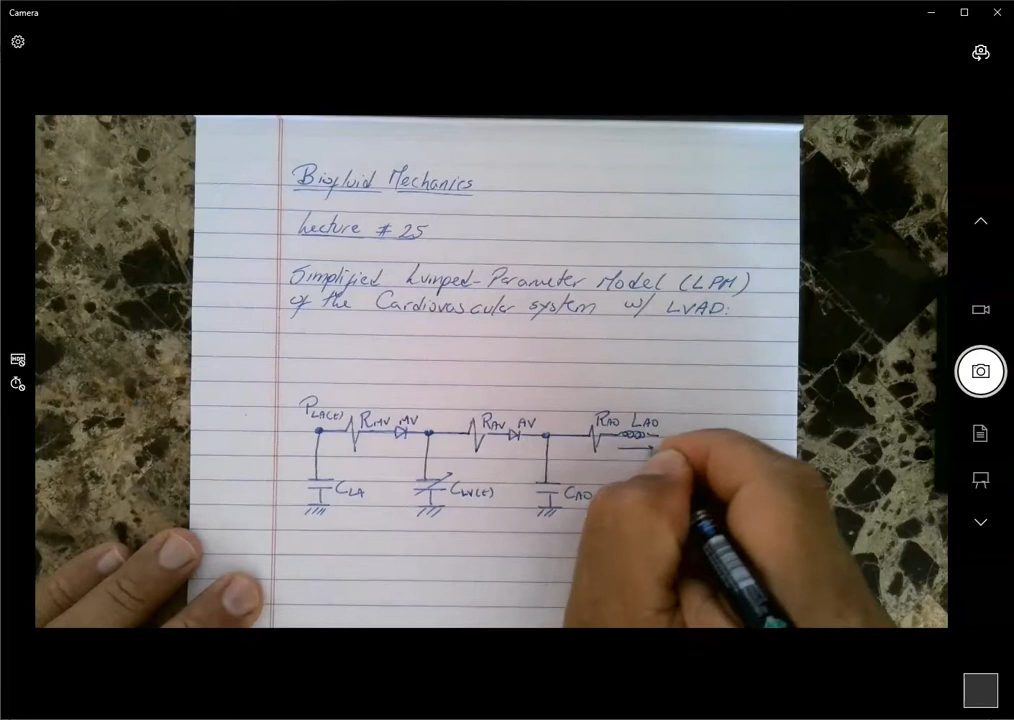 Camera
Biofluid Mechanics
Lecture # 25
Simplified Lumped-Parameter Model (LPM)
of the Cardiovascular system w/ LVAD:
PLA(t) RMV MV RAV AV RAO LAO
CLA CLV(t) CAO